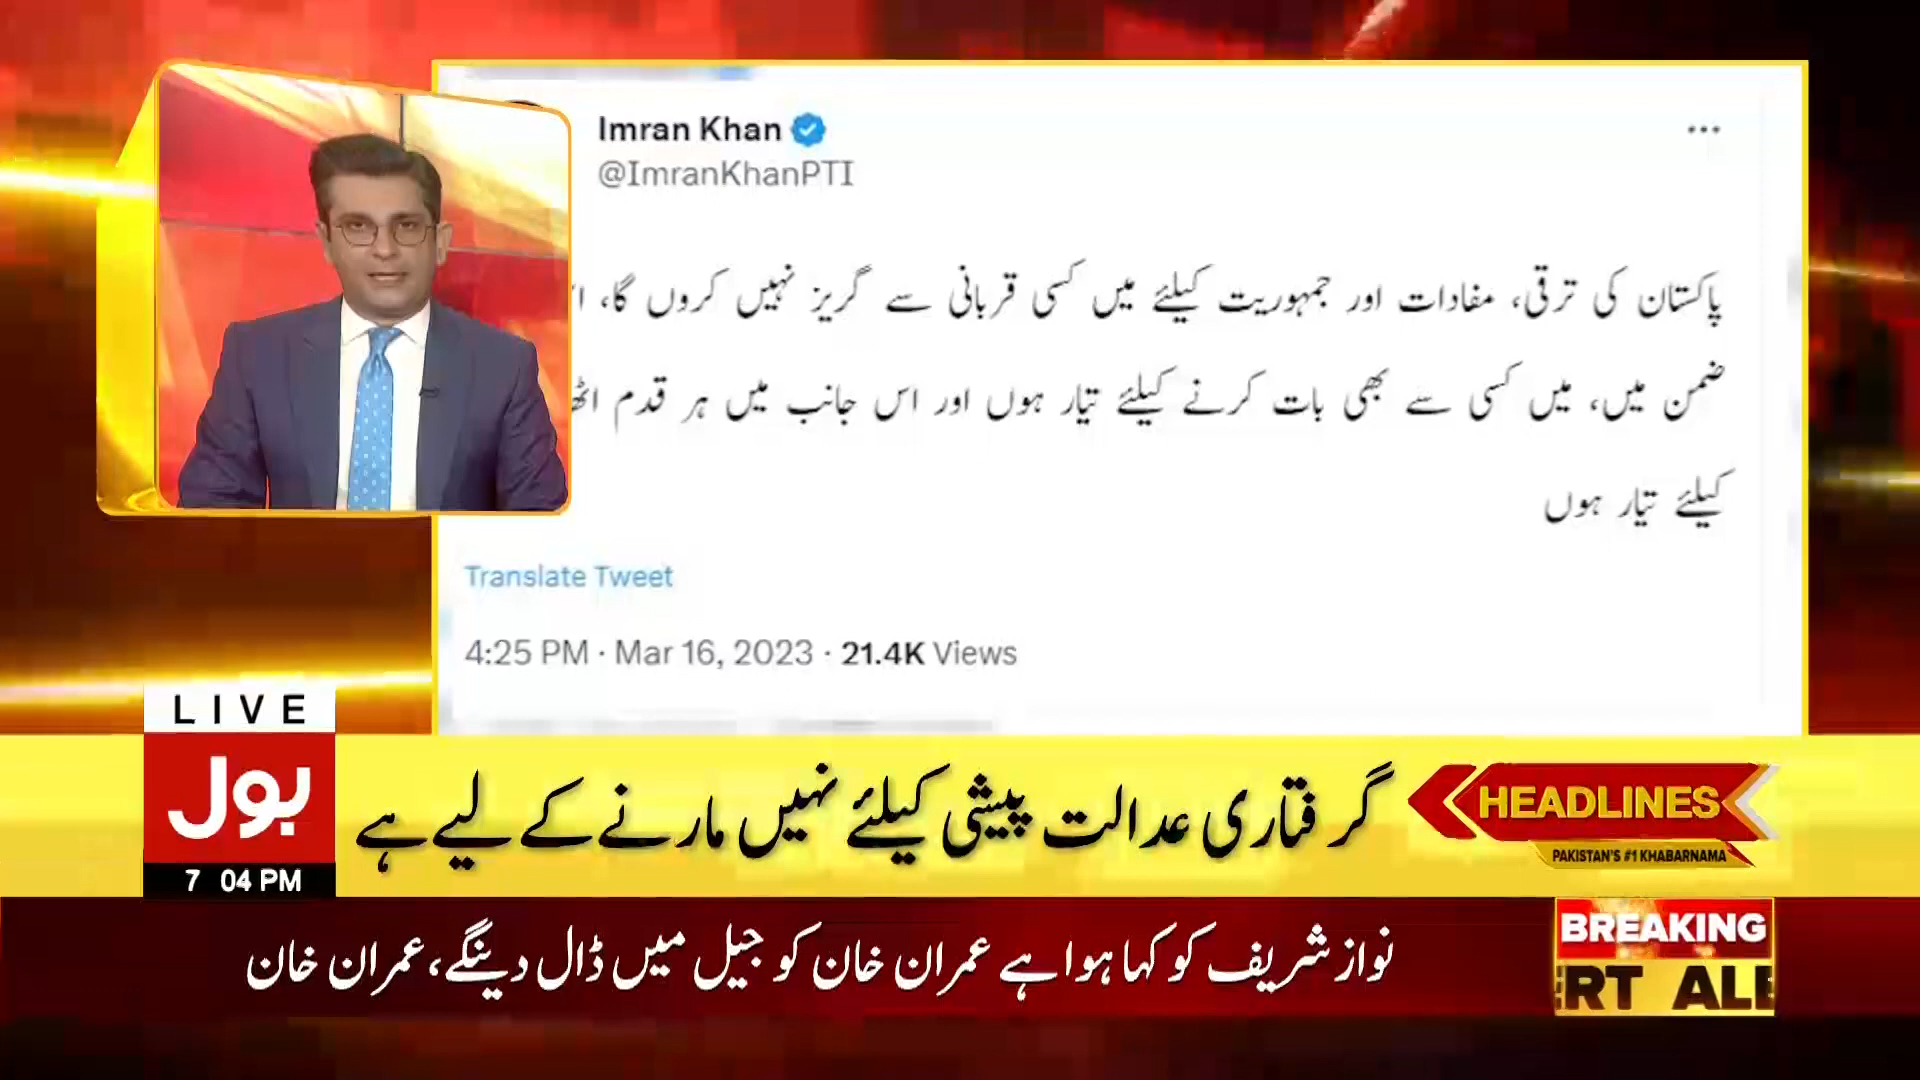 Imran Khan
@ImranKhanPTI
پاکستان کی ترقی، مفادات اور جمہوریت کیلئے میں کسی قربانی سے گریز نہیں کروں گا،
ضمن میں، میں کسی سے بھی بات کرنے کیلئے تیار ہوں اور اس جانب میں ہر قدم
کیلئے تیار ہوں
Translate Tweet
4:25 PM · Mar 16, 2023 · 21.4K Views
LIVE
بول
7 04 PM
گرفتاری عدالت پیشی کیلئے نہیں مارنے کے لیے ہے
HEADLINES
PAKISTAN'S #1 KHABARNAMA
نواز شریف کو کہا ہوا ہے عمران خان کو جیل میں ڈال دینگے، عمران خان
BREAKING